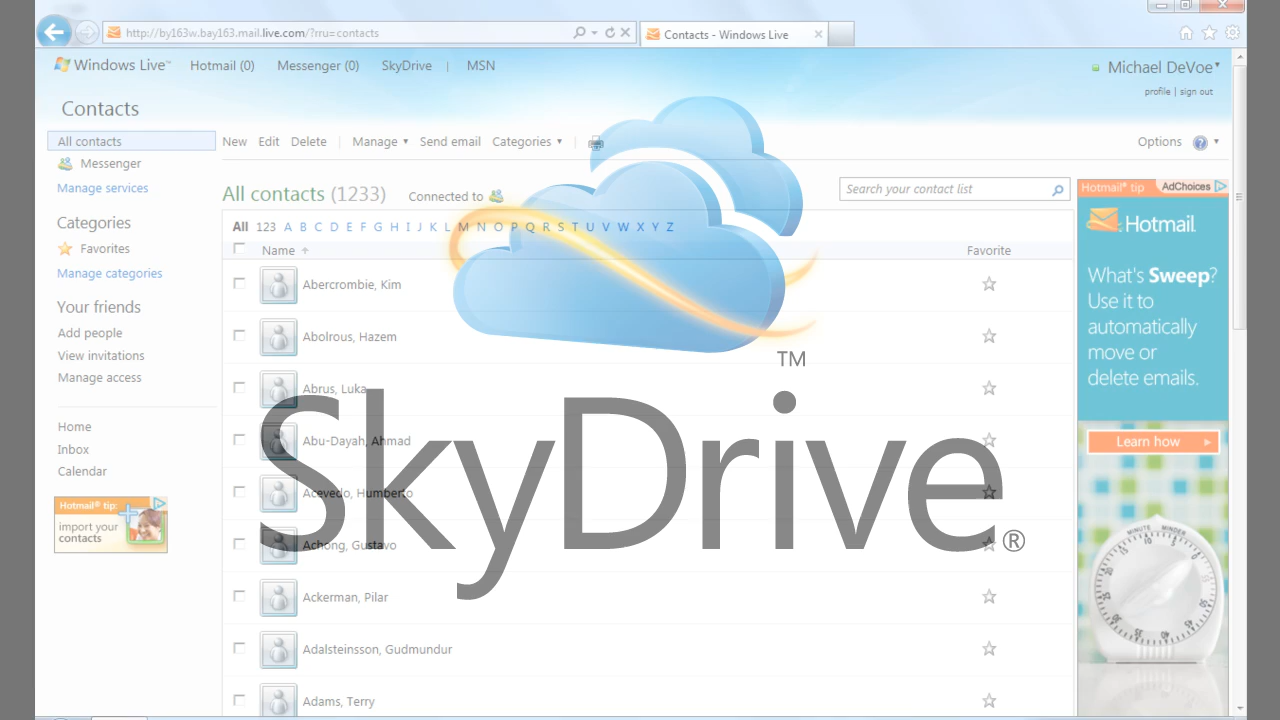 http://by163w.bay163.mail.live.com/?rru=contacts
Contacts - Windows Live
Windows Live™ Hotmail (0) Messenger (0) SkyDrive | MSN
Michael DeVoe
profile | sign out
Contacts
All contacts
Messenger
Manage services
Categories
Favorites
Manage categories
Your friends
Add people
View invitations
Manage access
Home
Inbox
Calendar
Hotmail® tip:
import your
contacts
New Edit Delete | Manage Send email Categories |
Options
All contacts (1233) Connected to
Search your contact list
All 123 A B C D E F G H I J K L M N O P Q R S T U V W X Y Z
Name Favorite
Abercrombie, Kim
Abolrous, Hazem
Abrus, Luka
Abu-Dayah, Ahmad
Acevedo, Humberto
Achong, Gustavo
Ackerman, Pilar
Adalsteinsson, Gudmundur
Adams, Terry
TM
SkyDrive®
Hotmail® tip: AdChoices
Hotmail
What's Sweep?
Use it to
automatically
move or
delete emails.
Learn how
MINUTE MINDER